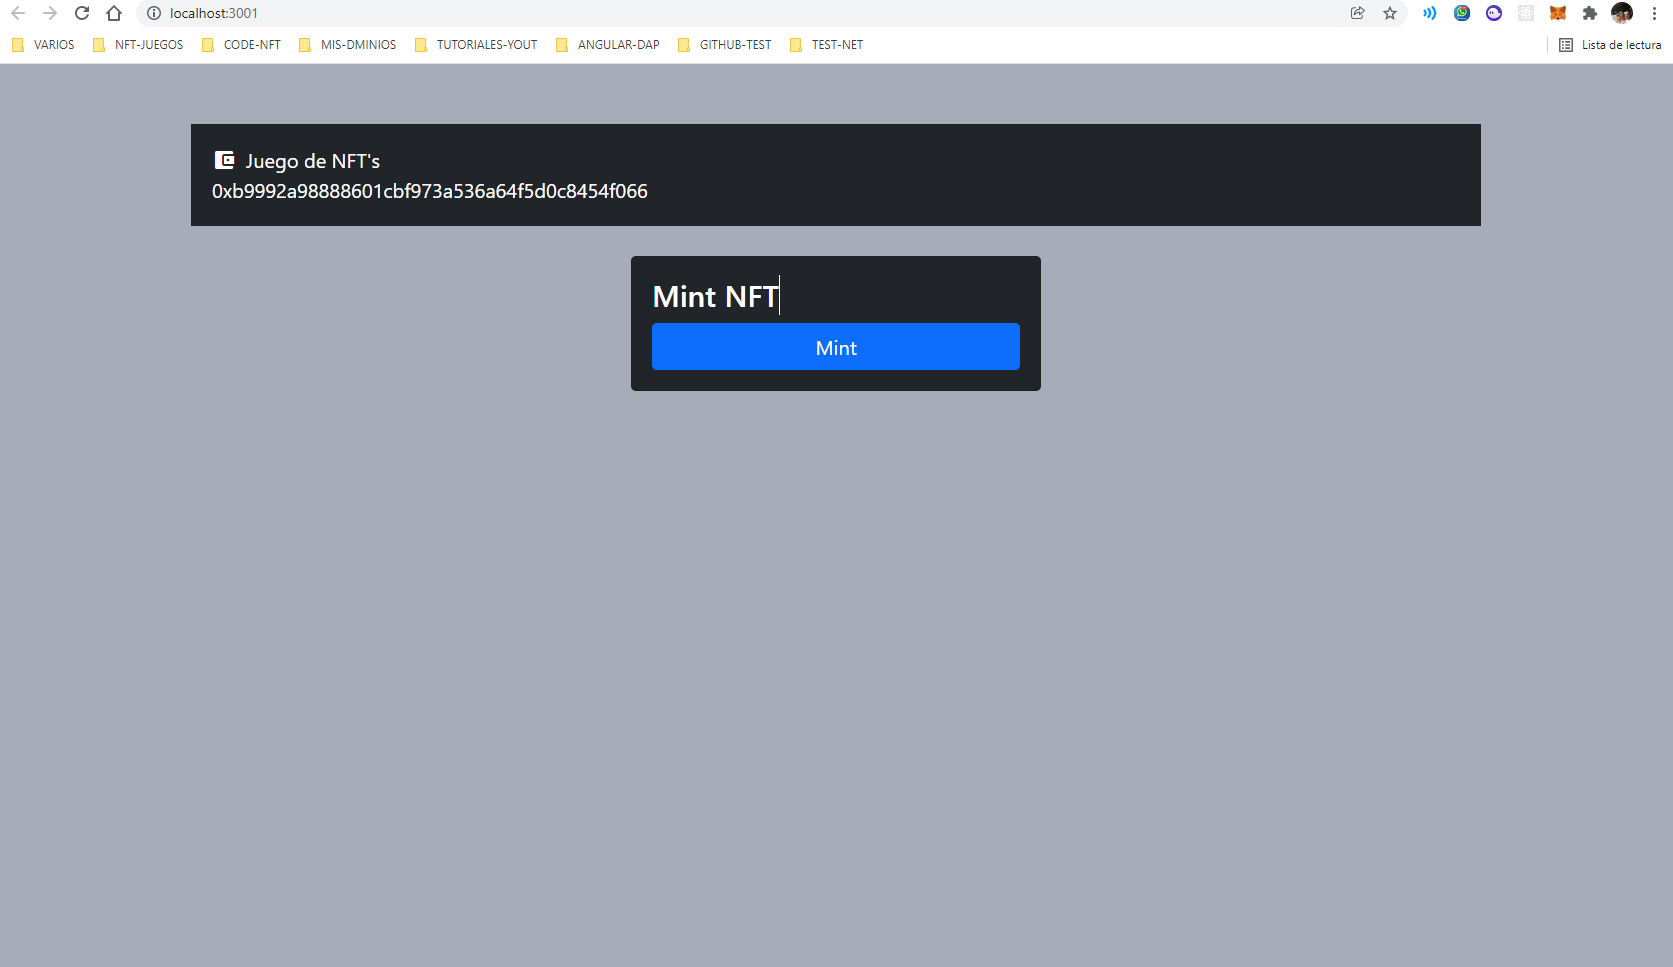 localhost:3001
VARIOS NFT-JUEGOS CODE-NFT MIS-DMINIOS TUTORIALES-YOUT ANGULAR-DAP GITHUB-TEST TEST-NET Lista de lectura
Juego de NFT's
0xb9992a98888601cbf973a536a64f5d0c8454f066
Mint NFT
Mint